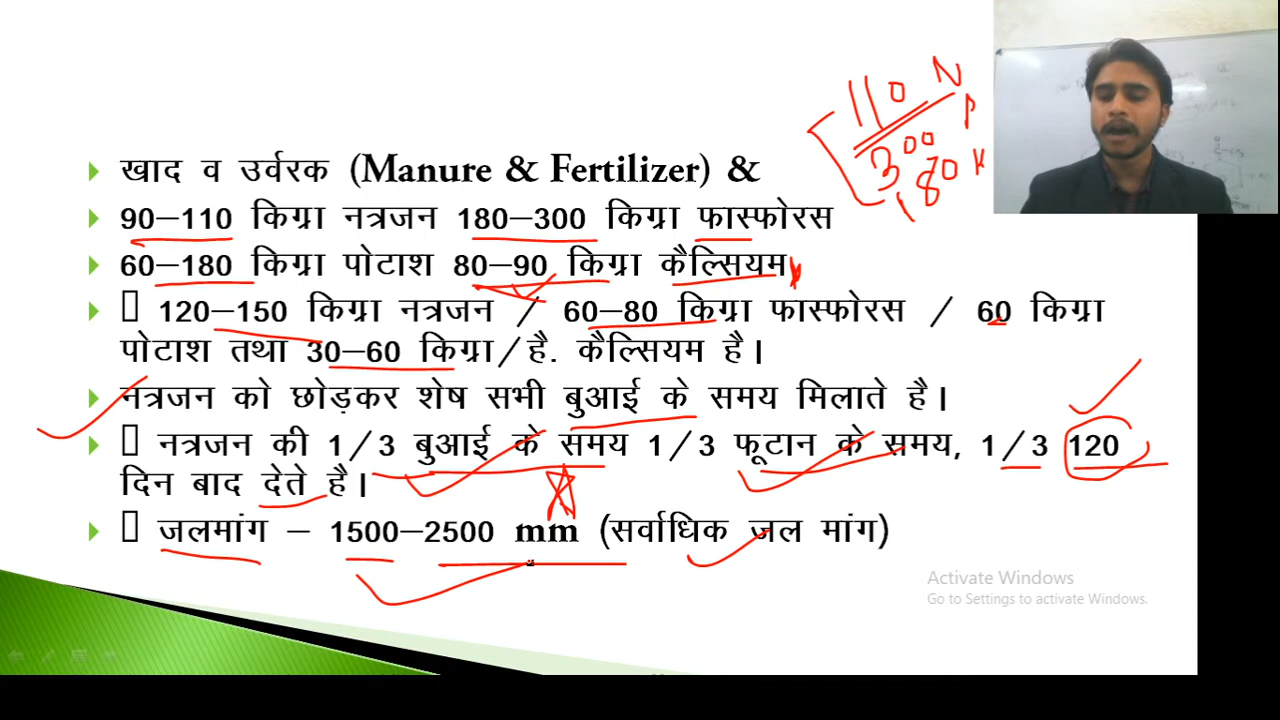 खाद व उर्वरक (Manure & Fertilizer) &
90–110 किग्रा नत्रजन 180–300 किग्रा फास्फोरस
60–180 किग्रा पोटाश 80–90 किग्रा कैल्सियम
120–150 किग्रा नत्रजन / 60–80 किग्रा फास्फोरस / 60 किग्रा
पोटाश तथा 30–60 किग्रा/है. कैल्सियम है।
नत्रजन को छोड़कर शेष सभी बुआई के समय मिलाते है।
नत्रजन की 1/3 बुआई के समय 1/3 फूटान के समय, 1/3 120
दिन बाद देते है।
जलमांग – 1500–2500 mm (सर्वाधिक जल मांग)
110 N
300 P
180 K
Activate Windows
Go to Settings to activate Windows.